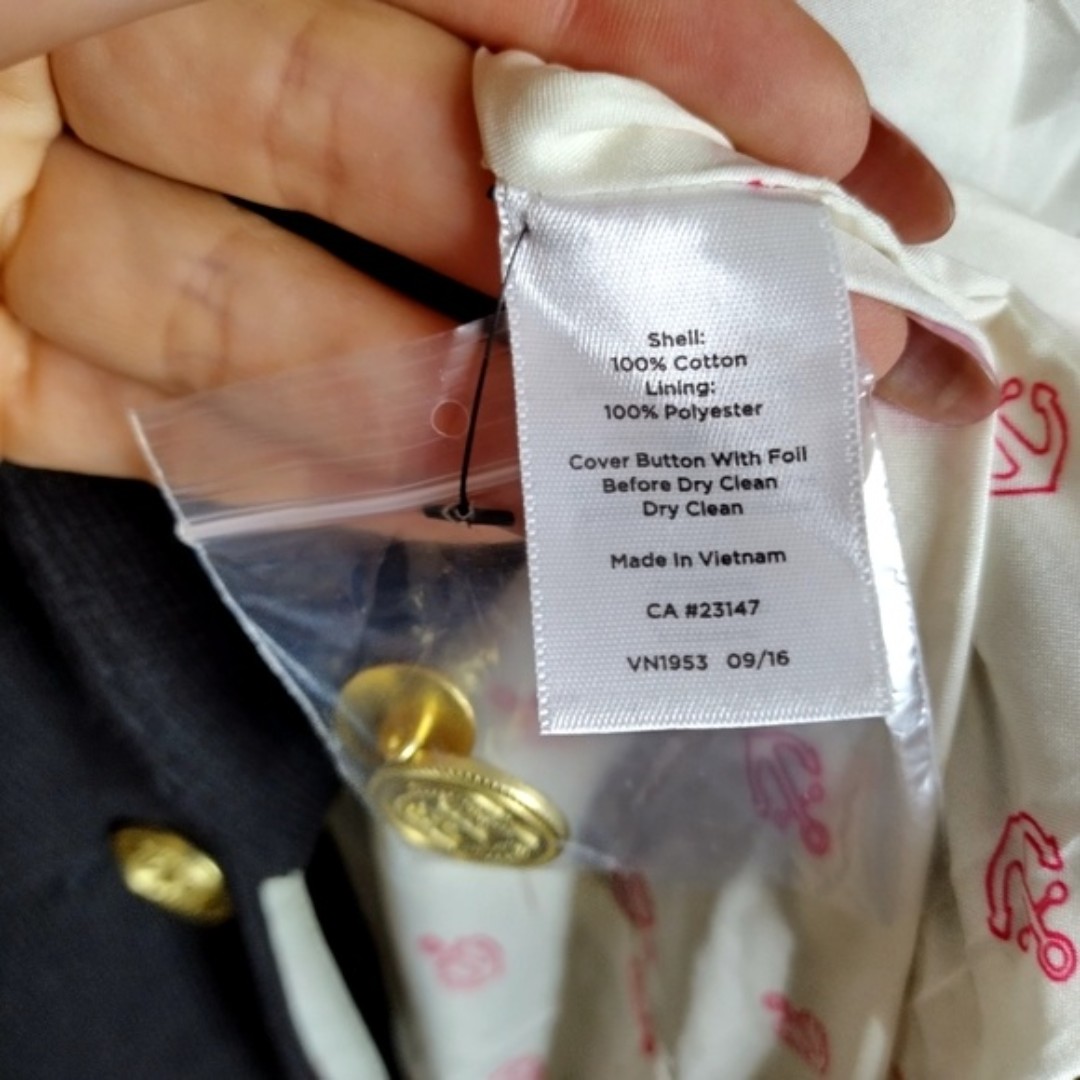 Shell:
100% Cotton
Lining:
100% Polyester
Cover Button With Foil
Before Dry Clean
Dry Clean
Made In Vietnam
CA #23147
VN1953 09/16